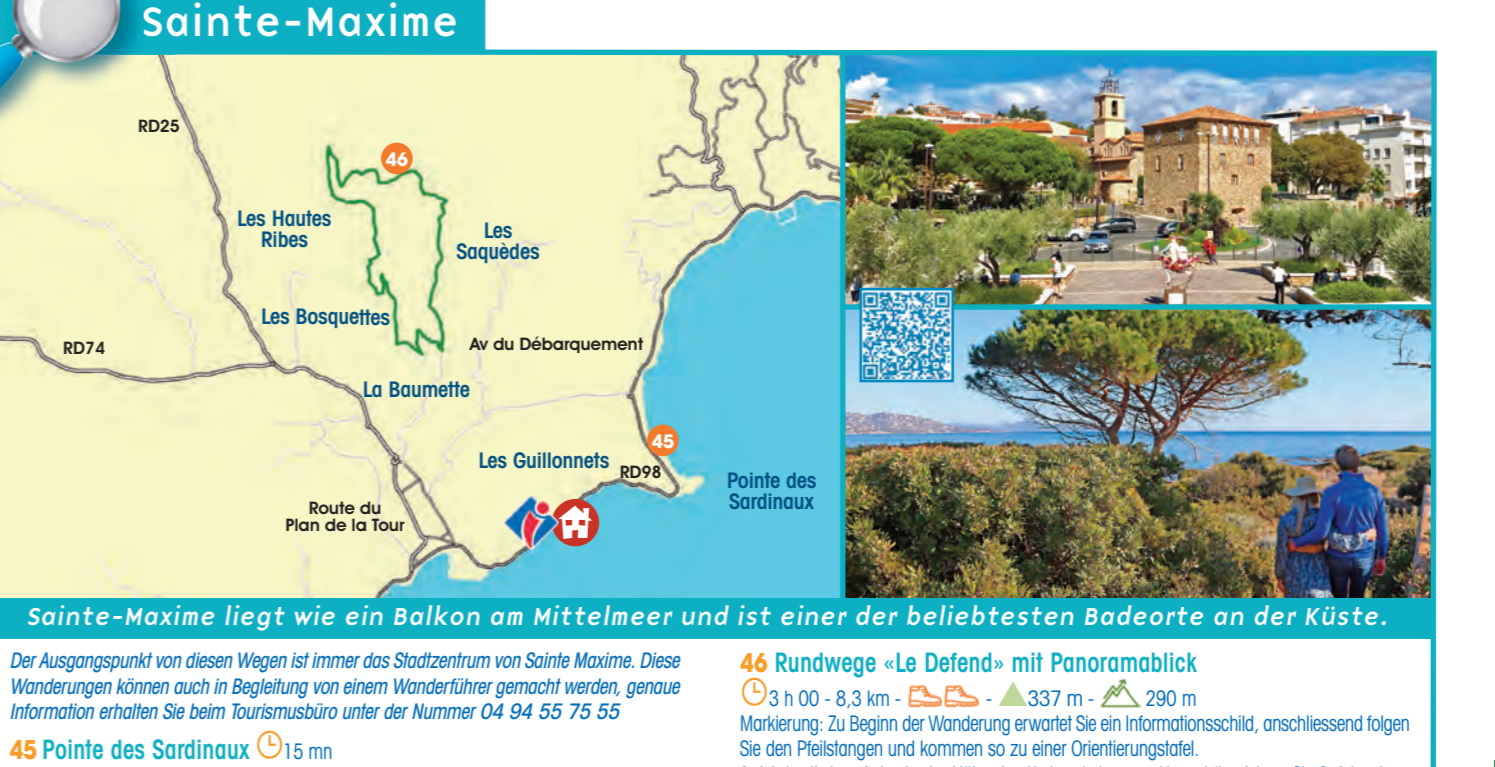 Sainte-Maxime
RD25
46
Les Hautes
Ribes
Les
Saquèdes
Les Bosquettes
RD74
Av du Débarquement
La Baumette
45
Les Guillonnets
RD98
Pointe des
Sardinaux
Route du
Plan de la Tour
Sainte-Maxime liegt wie ein Balkon am Mittelmeer und ist einer der beliebtesten Badeorte an der Küste.
Der Ausgangspunkt von diesen Wegen ist immer das Stadtzentrum von Sainte Maxime. Diese
Wanderungen können auch in Begleitung von einem Wanderführer gemacht werden, genaue
Information erhalten Sie beim Tourismusbüro unter der Nummer 04 94 55 75 55
45 Pointe des Sardinaux 15 mn
46 Rundwege «Le Defend» mit Panoramablick
3 h 00 - 8,3 km - - 337 m - 290 m
Markierung: Zu Beginn der Wanderung erwartet Sie ein Informationsschild, anschliessend folgen
Sie den Pfeilstangen und kommen so zu einer Orientierungstafel.